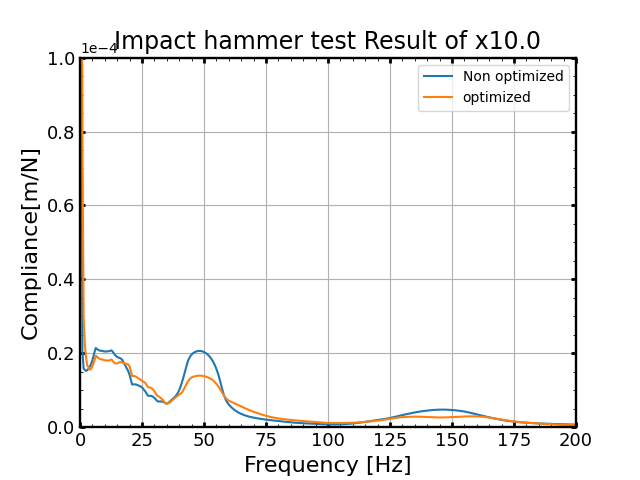 Impact hammer test Result of x10.0
1e−4
1.0
0.8
0.6
0.4
0.2
0.0
Compliance[m/N]
Non optimized
optimized
0 25 50 75 100 125 150 175 200
Frequency [Hz]